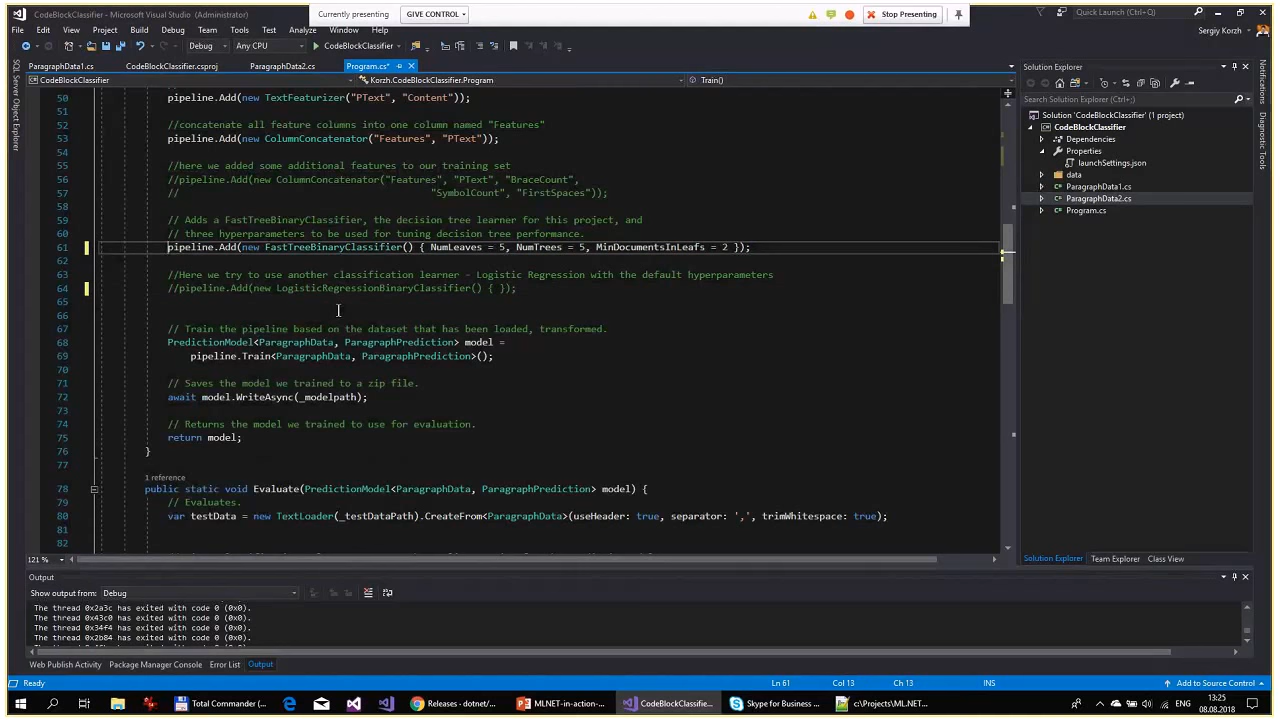 CodeBlockClassifier - Microsoft Visual Studio (Administrator)
Currently presenting
GIVE CONTROL
Stop Presenting
Quick Launch (Ctrl+Q)
File Edit View Project Build Debug Team Tools Test Analyze Window Help
Sergiy Korzh
Debug Any CPU CodeBlockClassifier
ParagraphData1.cs CodeBlockClassifier.csproj ParagraphData2.cs Program.cs*
CodeBlockClassifier Korzh.CodeBlockClassifier.Program Train()
SQL Server Object Explorer
50 pipeline.Add(new TextFeaturizer("PText", "Content"));
51
52 //concatenate all feature columns into one column named "Features"
53 pipeline.Add(new ColumnConcatenator("Features", "PText"));
54
55 //here we added some additional features to our training set
56 //pipeline.Add(new ColumnConcatenator("Features", "PText", "BraceCount",
57 // "SymbolCount", "FirstSpaces"));
58
59 // Adds a FastTreeBinaryClassifier, the decision tree learner for this project, and
60 // three hyperparameters to be used for tuning decision tree performance.
61 pipeline.Add(new FastTreeBinaryClassifier() { NumLeaves = 5, NumTrees = 5, MinDocumentsInLeafs = 2 });
62
63 //Here we try to use another classification learner - Logistic Regression with the default hyperparameters
64 //pipeline.Add(new LogisticRegressionBinaryClassifier() { });
65
66
67 // Train the pipeline based on the dataset that has been loaded, transformed.
68 PredictionModel<ParagraphData, ParagraphPrediction> model =
69 pipeline.Train<ParagraphData, ParagraphPrediction>();
70
71 // Saves the model we trained to a zip file.
72 await model.WriteAsync(_modelpath);
73
74 // Returns the model we trained to use for evaluation.
75 return model;
76 }
77
1 reference
78 public static void Evaluate(PredictionModel<ParagraphData, ParagraphPrediction> model) {
79 // Evaluates.
80 var testData = new TextLoader(_testDataPath).CreateFrom<ParagraphData>(useHeader: true, separator: ',', trimWhitespace: true);
81
82
121 %
Solution Explorer
Search Solution Explorer (Ctrl+;)
Solution 'CodeBlockClassifier' (1 project)
CodeBlockClassifier
Dependencies
Properties
launchSettings.json
data
ParagraphData1.cs
ParagraphData2.cs
Program.cs
Solution Explorer Team Explorer Class View
Notifications
Diagnostic Tools
Output
Show output from: Debug
The thread 0x2a3c has exited with code 0 (0x0).
The thread 0x43c0 has exited with code 0 (0x0).
The thread 0x34f4 has exited with code 0 (0x0).
The thread 0x2b84 has exited with code 0 (0x0).
Web Publish Activity Package Manager Console Error List Output
Ready Ln 61 Col 13 Ch 13 INS Add to Source Control
Total Commander (... Releases - dotnet/... MLNET-in-action-... CodeBlockClassifie... Skype for Business ... c:\Projects\ML.NET... ENG
13:25
08.08.2018